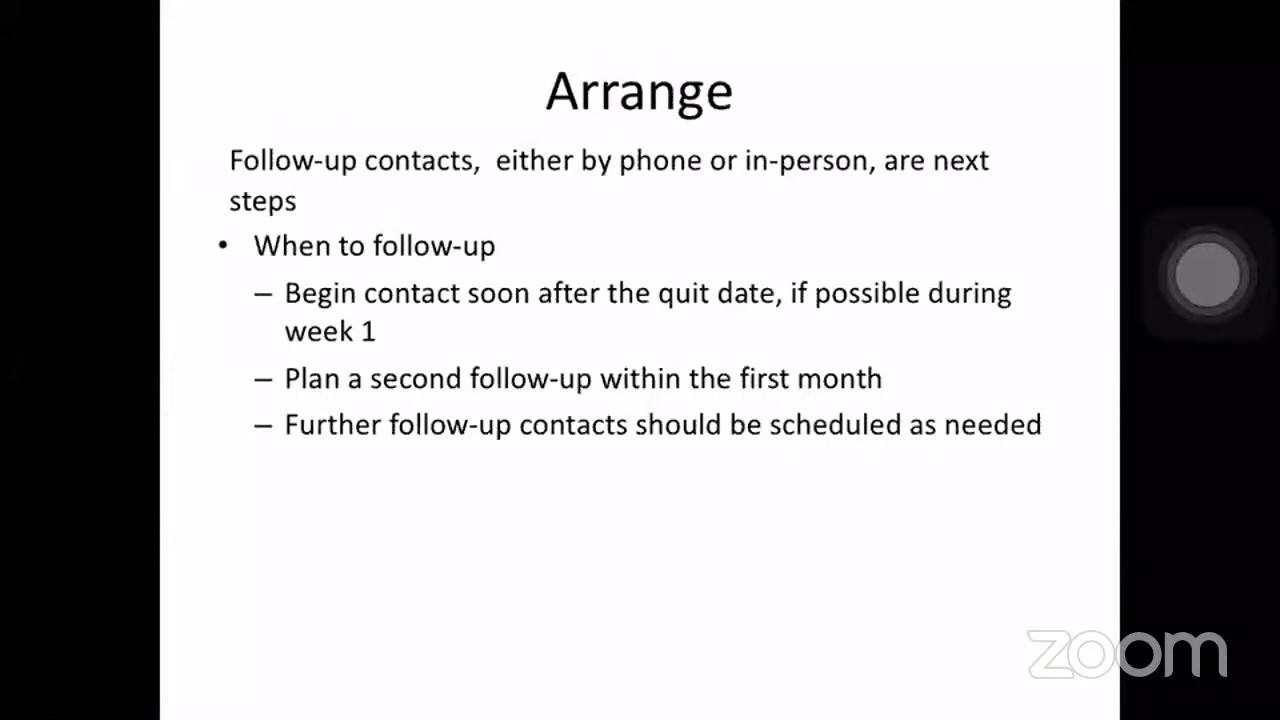 Arrange
Follow-up contacts,  either by phone or in-person, are next
steps
• When to follow-up
– Begin contact soon after the quit date, if possible during
week 1
– Plan a second follow-up within the first month
– Further follow-up contacts should be scheduled as needed
zoom